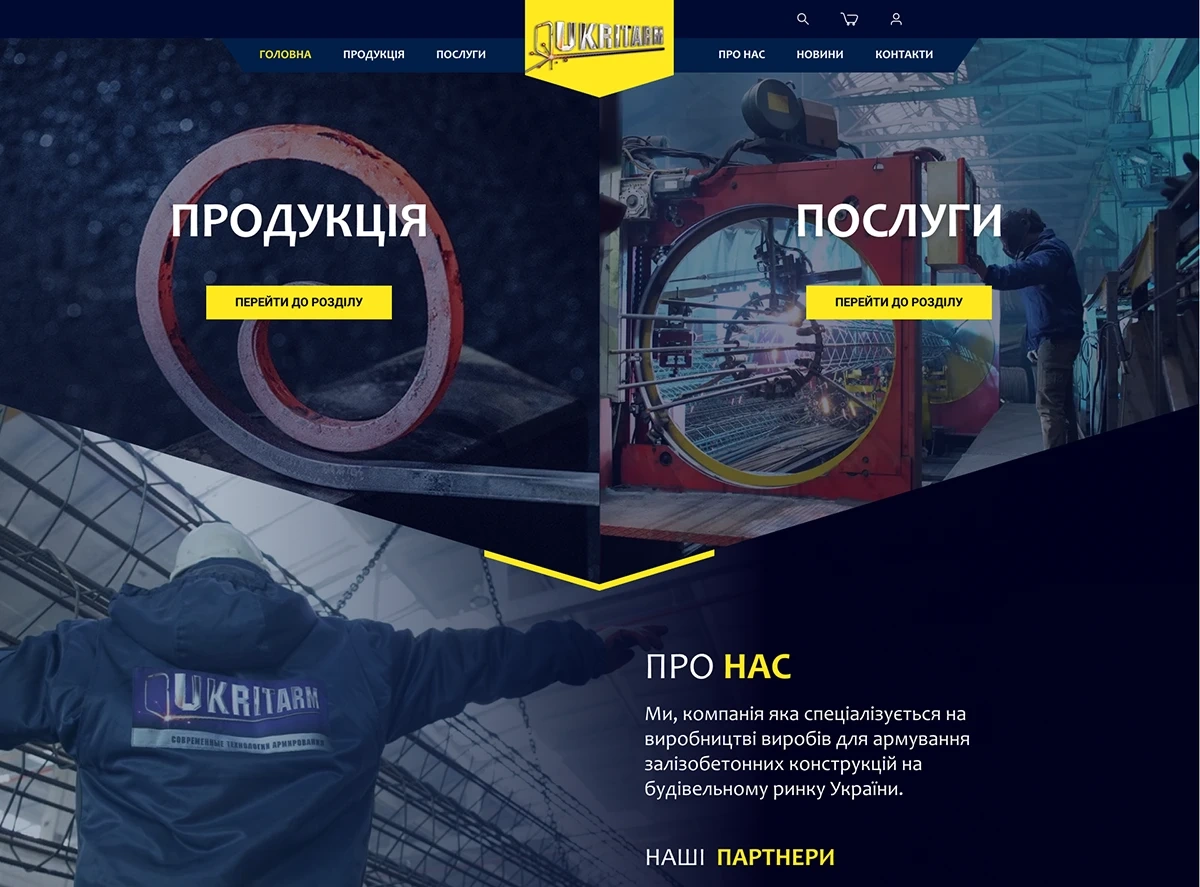 UKRITARM
ГОЛОВНА
ПРОДУКЦІЯ
ПОСЛУГИ
ПРО НАС
НОВИНИ
КОНТАКТИ
ПРОДУКЦІЯ
ПЕРЕЙТИ ДО РОЗДІЛУ
ПОСЛУГИ
ПЕРЕЙТИ ДО РОЗДІЛУ
UKRITARM
СОВРЕМЕННЫЕ ТЕХНОЛОГИИ АРМИРОВАНИЯ
ПРО НАС
Ми, компанія яка спеціалізується на
виробництві виробів для армування
залізобетонних конструкцій на
будівельному ринку України.
НАШІ ПАРТНЕРИ